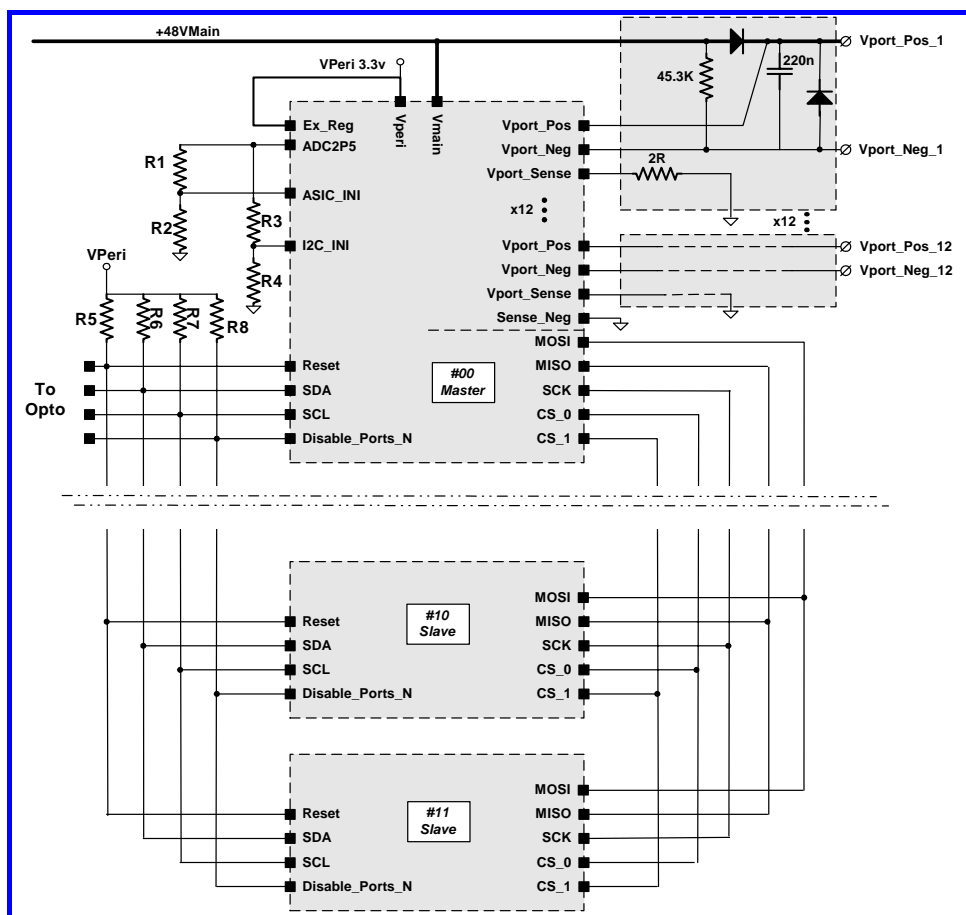 +48VMain
Vport_Pos_1
VPeri 3.3v
45.3K
220n
Ex_Reg
Vperi
Vmain
Vport_Pos
ADC2P5
R1
Vport_Neg
Vport_Neg_1
2R
Vport_Sense
ASIC_INI
x12
R2
R3
x12
I2C_INI
Vport_Pos
Vport_Pos_12
VPeri
R4
Vport_Neg
Vport_Neg_12
Vport_Sense
R5
R6
R7
R8
Sense_Neg
MOSI
Reset
#00
Master
MISO
To
Opto
SDA
SCK
SCL
CS_0
Disable_Ports_N
CS_1
MOSI
#10
Slave
Reset
MISO
SDA
SCK
SCL
CS_0
Disable_Ports_N
CS_1
MOSI
#11
Slave
Reset
MISO
SDA
SCK
SCL
CS_0
Disable_Ports_N
CS_1